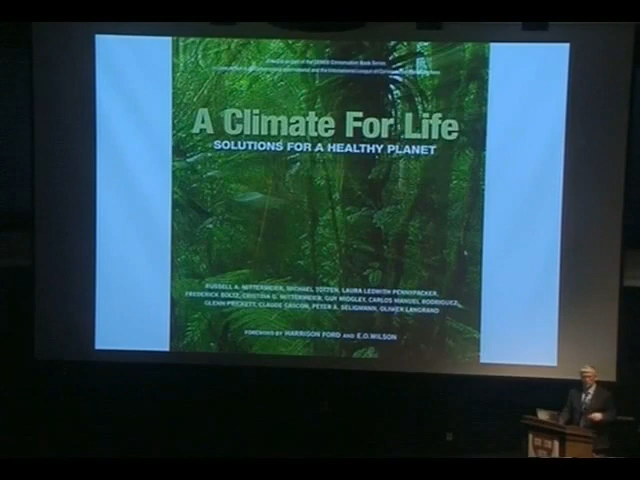 A Climate For Life
SOLUTIONS FOR A HEALTHY PLANET
RUSSELL A. MITTERMEIER, MICHAEL TOTTEN, LAURA LEDWITH PENNYPACKER,
FREDERICK BOLTZ, CRISTINA G. MITTERMEIER, GUY MIDGLEY, CARLOS MANUEL RODRIGUEZ,
GLENN PRICKETT, CLAUDE GASCON, PETER A. SELIGMANN, OLIVIER LANGRAND
FOREWORD BY HARRISON FORD AND E.O. WILSON